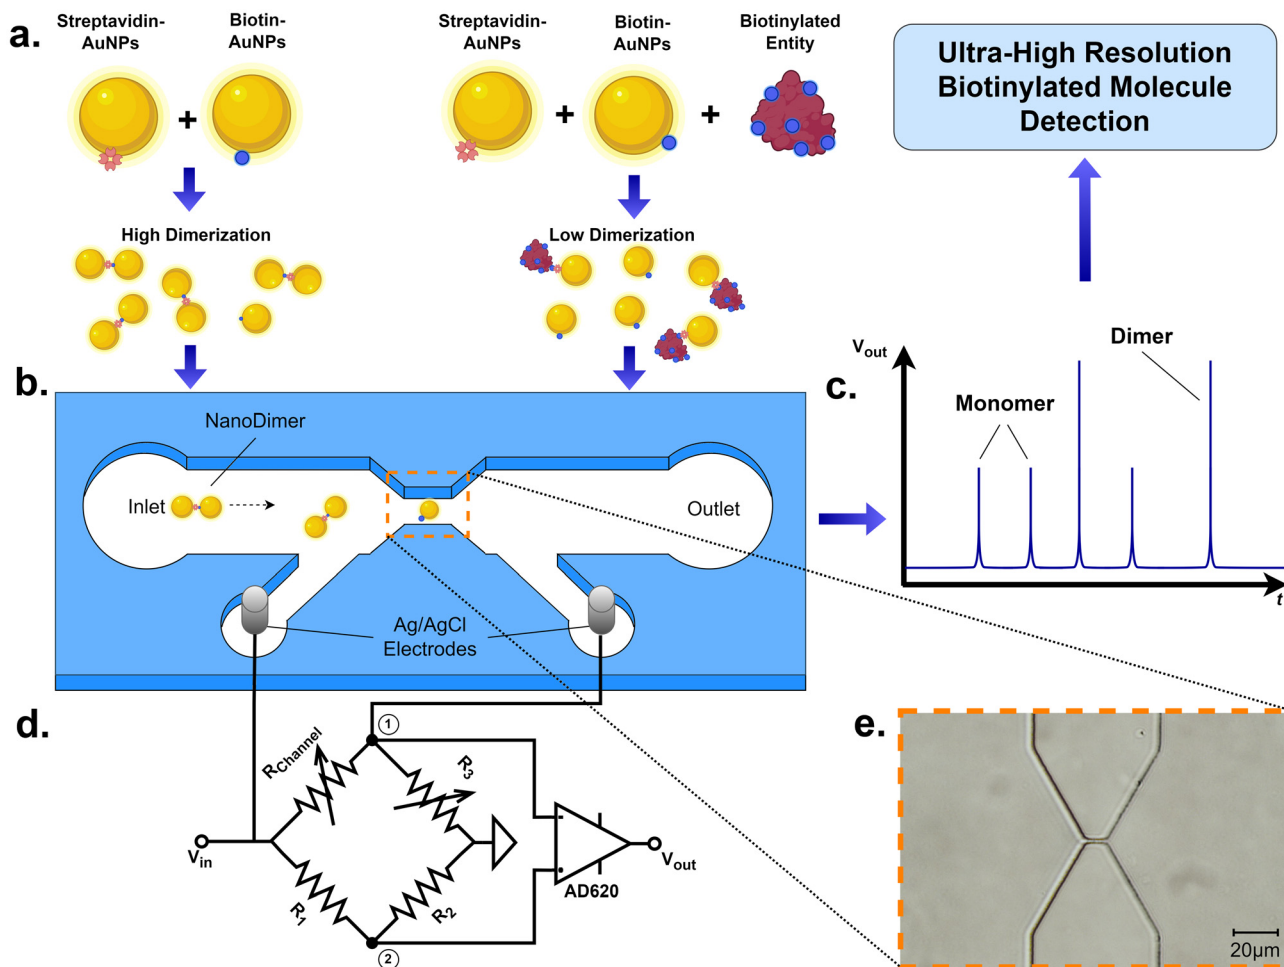 a.
Streptavidin-
AuNPs
Biotin-
AuNPs
+
High Dimerization
Streptavidin-
AuNPs
Biotin-
AuNPs
Biotinylated
Entity
+
+
Low Dimerization
Ultra-High Resolution
Biotinylated Molecule
Detection
b.
NanoDimer
Inlet
Outlet
Ag/AgCl
Electrodes
c.
Vout
Monomer
Dimer
t
d.
1
RChannel
R3
Vin
R1
R2
2
AD620
Vout
e.
20µm